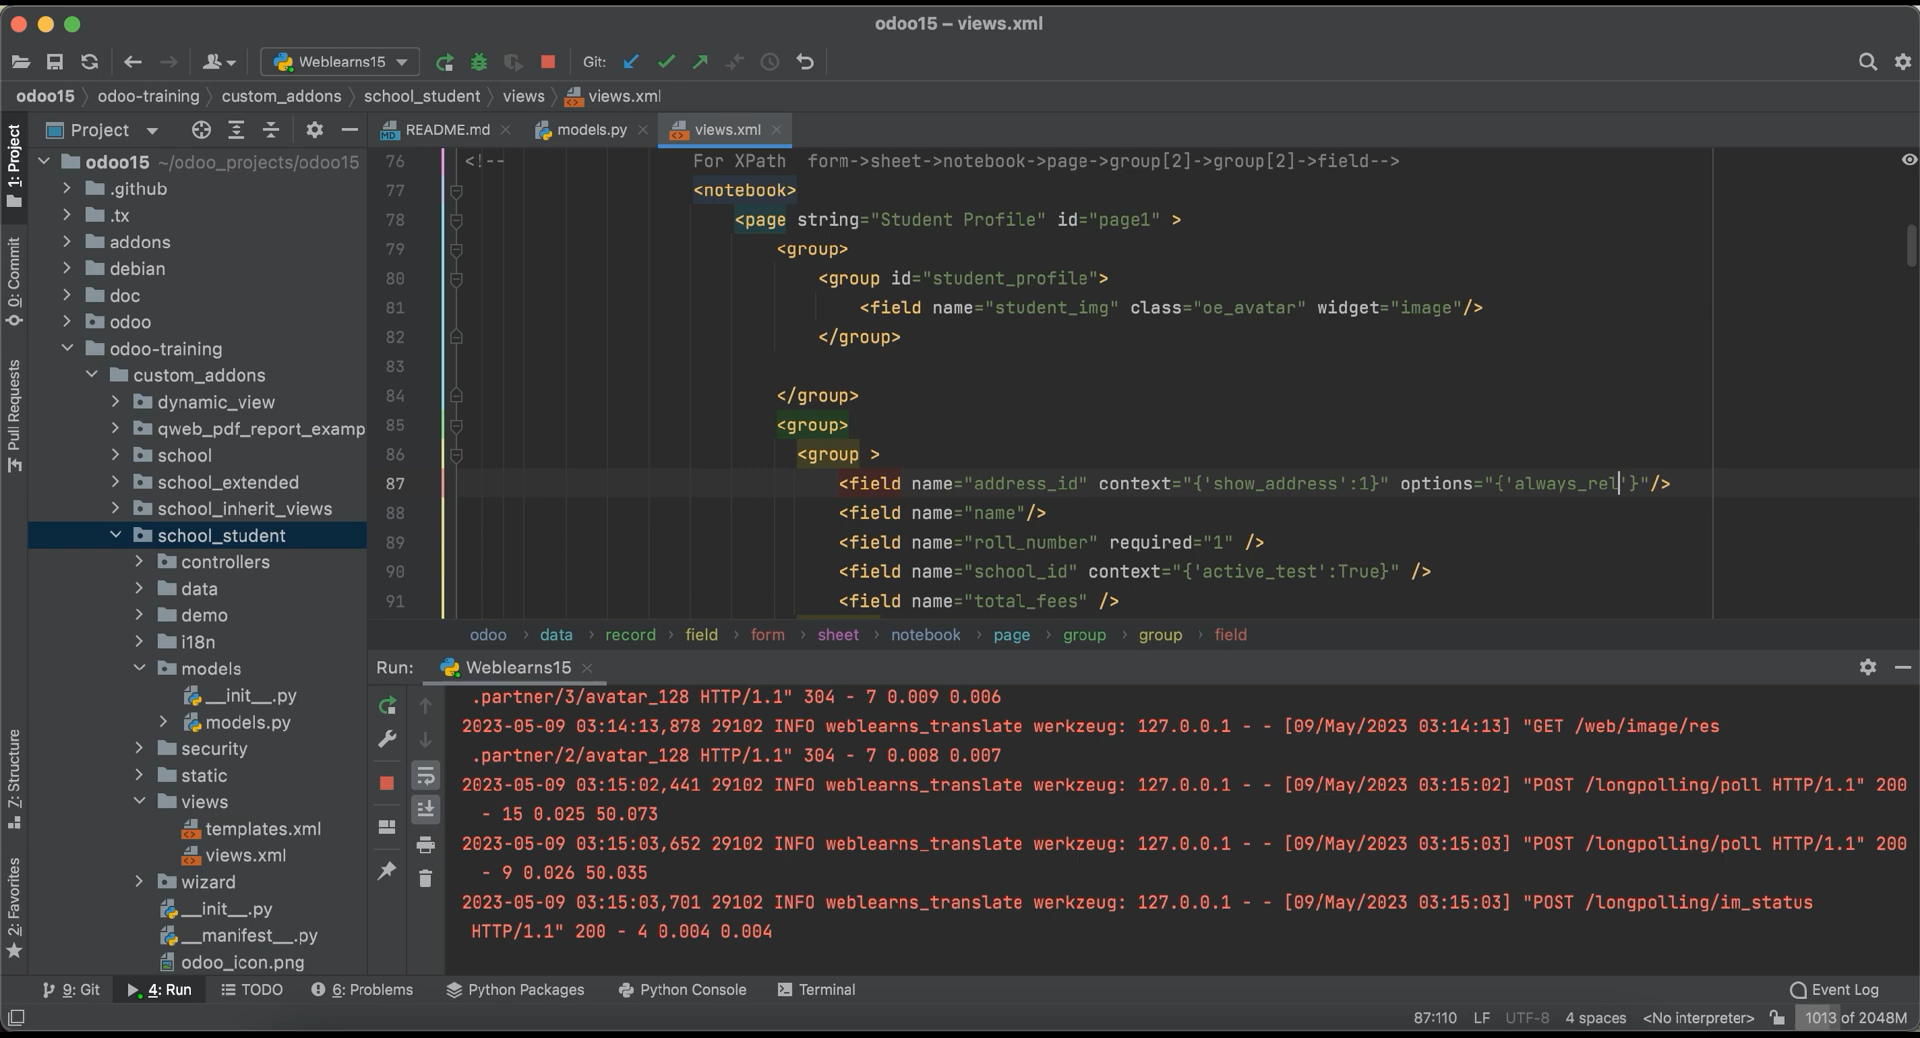 odoo15 – views.xml
Weblearns15
Git:
odoo15 odoo-training custom_addons school_student views views.xml
Project
README.md
models.py
views.xml
1: Project
0: Commit
Pull Requests
7: Structure
2: Favorites
odoo15 ~/odoo_projects/odoo15
.github
.tx
addons
debian
doc
odoo
odoo-training
custom_addons
dynamic_view
qweb_pdf_report_examp
school
school_extended
school_inherit_views
school_student
controllers
data
demo
i18n
models
__init__.py
models.py
security
static
views
templates.xml
views.xml
wizard
__init__.py
__manifest__.py
odoo_icon.png
76 <!-- For XPath form->sheet->notebook->page->group[2]->group[2]->field-->
77 <notebook>
78 <page string="Student Profile" id="page1" >
79 <group>
80 <group id="student_profile">
81 <field name="student_img" class="oe_avatar" widget="image"/>
82 </group>
83
84 </group>
85 <group>
86 <group >
87 <field name="address_id" context="{'show_address':1}" options="{'always_rel'}"/>
88 <field name="name"/>
89 <field name="roll_number" required="1" />
90 <field name="school_id" context="{'active_test':True}" />
91 <field name="total_fees" />
odoo data record field form sheet notebook page group group field
Run: Weblearns15
.partner/3/avatar_128 HTTP/1.1" 304 - 7 0.009 0.006
2023-05-09 03:14:13,878 29102 INFO weblearns_translate werkzeug: 127.0.0.1 - - [09/May/2023 03:14:13] "GET /web/image/res
.partner/2/avatar_128 HTTP/1.1" 304 - 7 0.008 0.007
2023-05-09 03:15:02,441 29102 INFO weblearns_translate werkzeug: 127.0.0.1 - - [09/May/2023 03:15:02] "POST /longpolling/poll HTTP/1.1" 200
- 15 0.025 50.073
2023-05-09 03:15:03,652 29102 INFO weblearns_translate werkzeug: 127.0.0.1 - - [09/May/2023 03:15:03] "POST /longpolling/poll HTTP/1.1" 200
- 9 0.026 50.035
2023-05-09 03:15:03,701 29102 INFO weblearns_translate werkzeug: 127.0.0.1 - - [09/May/2023 03:15:03] "POST /longpolling/im_status
HTTP/1.1" 200 - 4 0.004 0.004
9: Git 4: Run TODO 6: Problems Python Packages Python Console Terminal Event Log
87:110 LF UTF-8 4 spaces <No interpreter> 1013 of 2048M